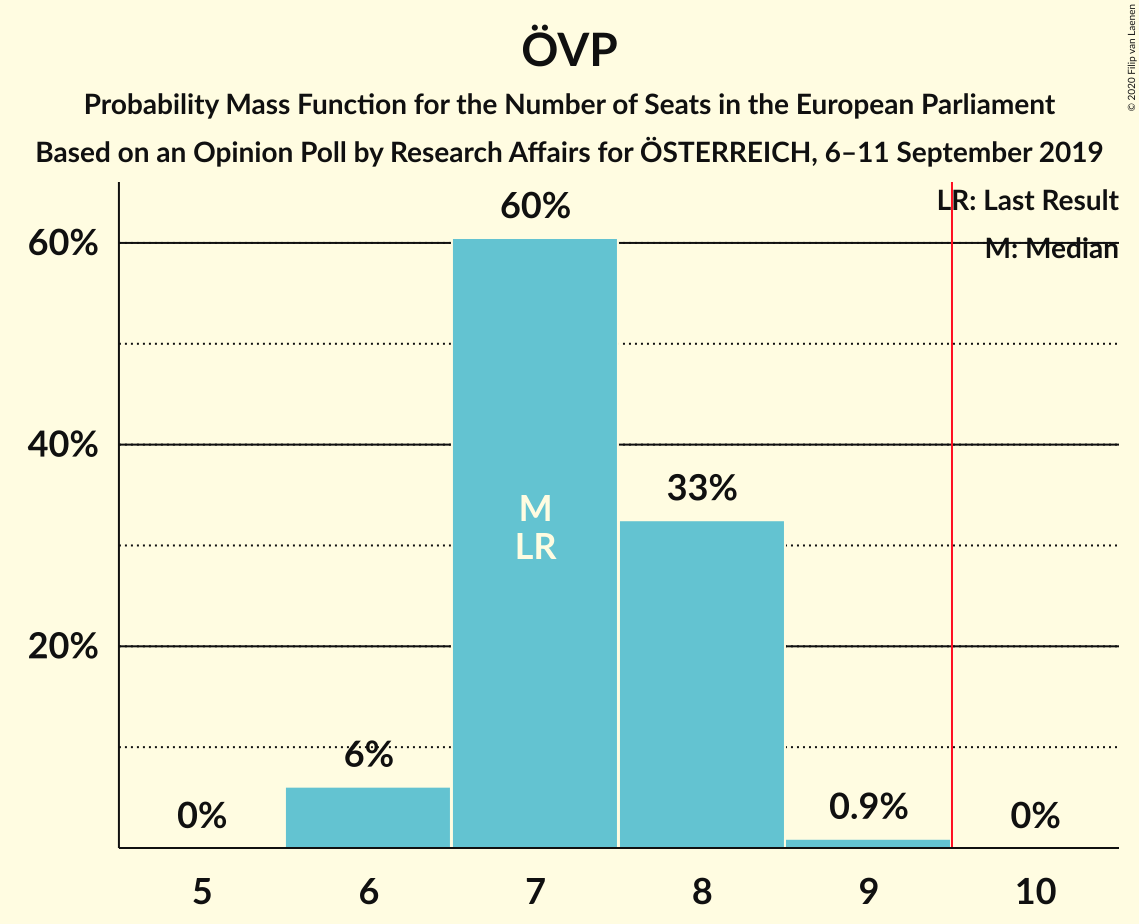 ÖVP
Probability Mass Function for the Number of Seats in the European Parliament
Based on an Opinion Poll by Research Affairs for ÖSTERREICH, 6–11 September 2019
© 2020 Filip van Laenen
LR: Last Result
M: Median
60%
40%
20%
0%
6%
60%
M
LR
33%
0.9%
0%
5
6
7
8
9
10